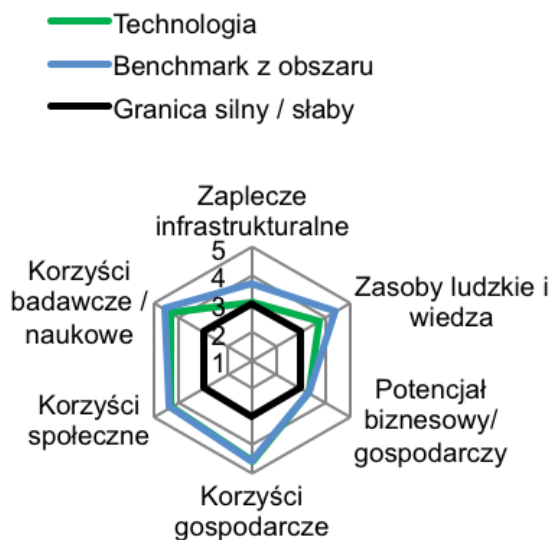 Technologia
Benchmark z obszaru
Granica silny / słaby
Zaplecze
infrastrukturalne
5
4
3
2
1
Zasoby ludzkie i
wiedza
Potencjał
biznesowy/
gospodarczy
Korzyści
gospodarcze
Korzyści
społeczne
Korzyści
badawcze /
naukowe